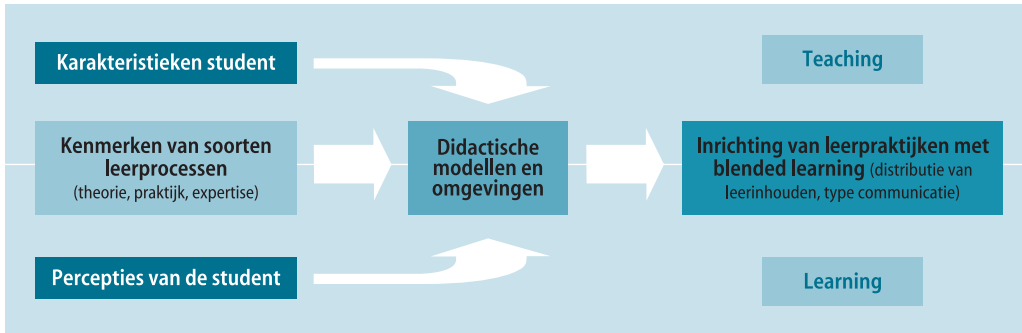 Karakteristieken student
Kenmerken van soorten
leerprocessen
(theorie, praktijk, expertise)
Percepties van de student
Didactische
modellen en
omgevingen
Teaching
Inrichting van leerpraktijken met
blended learning (distributie van
leerinhouden, type communicatie)
Learning